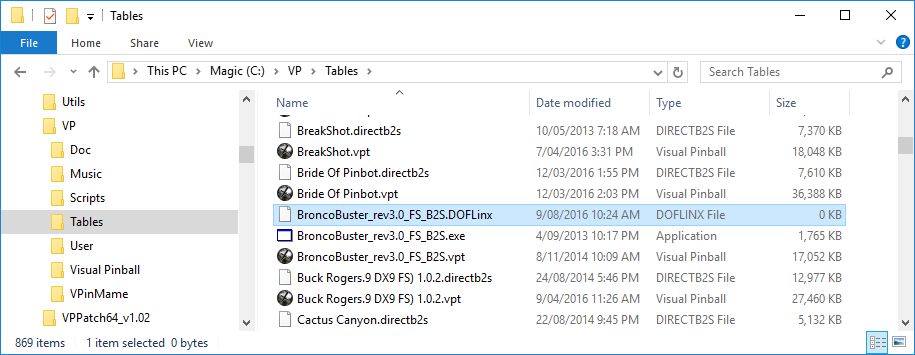 Tables
File Home Share View
This PC > Magic (C:) > VP > Tables > Search Tables
Utils
VP
Doc
Music
Scripts
Tables
User
Visual Pinball
VPinMame
VPPatch64_v1.02
Name Date modified Type Size
BreakShot.directb2s 10/05/2013 7:18 AM DIRECTB2S File 7,370 KB
BreakShot.vpt 7/04/2016 3:31 PM Visual Pinball 18,048 KB
Bride Of Pinbot.directb2s 12/03/2016 1:55 PM DIRECTB2S File 7,610 KB
Bride Of Pinbot.vpt 12/03/2016 2:03 PM Visual Pinball 36,388 KB
BroncoBuster_rev3.0_FS_B2S.DOFLinx 9/08/2016 10:24 AM DOFLINX File 0 KB
BroncoBuster_rev3.0_FS_B2S.exe 4/09/2013 10:17 PM Application 1,765 KB
BroncoBuster_rev3.0_FS_B2S.vpt 8/11/2014 10:09 AM Visual Pinball 17,052 KB
Buck Rogers.9 DX9 FS) 1.0.2.directb2s 24/08/2014 5:46 PM DIRECTB2S File 12,977 KB
Buck Rogers.9 DX9 FS) 1.0.2.vpt 9/04/2016 11:26 AM Visual Pinball 27,460 KB
Cactus Canyon.directb2s 22/08/2014 9:45 PM DIRECTB2S File 5,132 KB
869 items 1 item selected 0 bytes